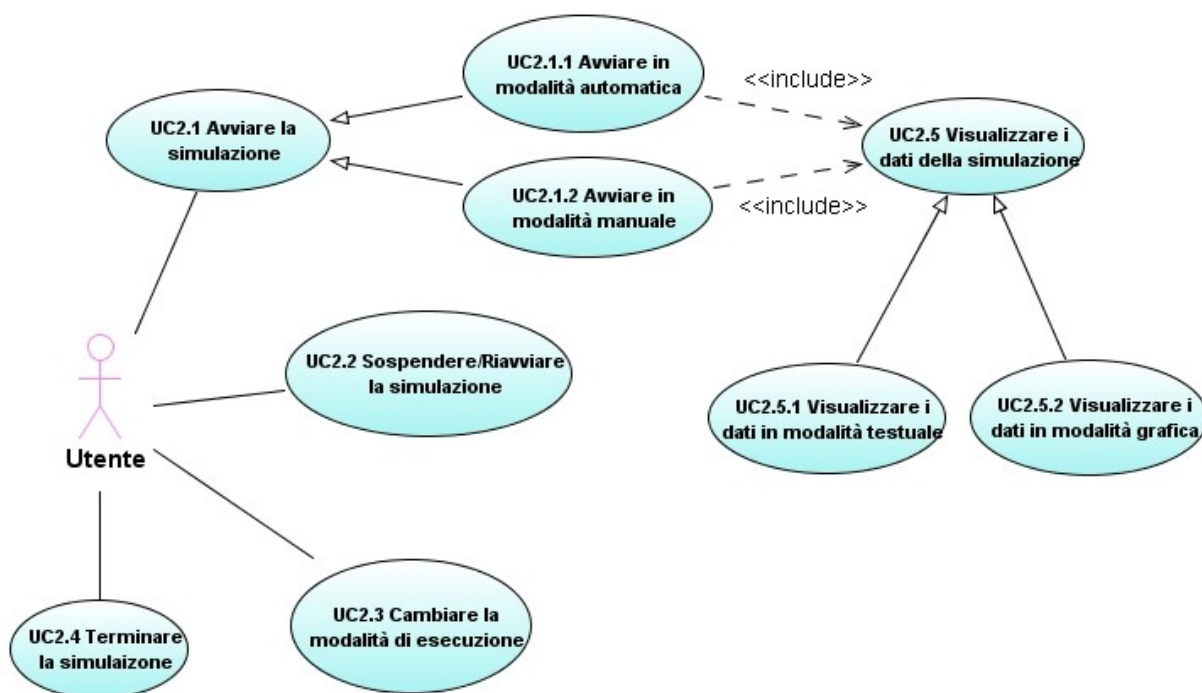 UC2.1.1 Avviare in
modalità automatica
<<include>>
UC2.1 Avviare la
simulazione
UC2.5 Visualizzare i
dati della simulazione
UC2.1.2 Avviare in
modalità manuale
<<include>>
UC2.2 Sospendere/Riavviare
la simulazione
UC2.5.1 Visualizzare i
dati in modalità testuale
UC2.5.2 Visualizzare i
dati in modalità grafica
Utente
UC2.3 Cambiare la
modalità di esecuzione
UC2.4 Terminare
la simulaizone